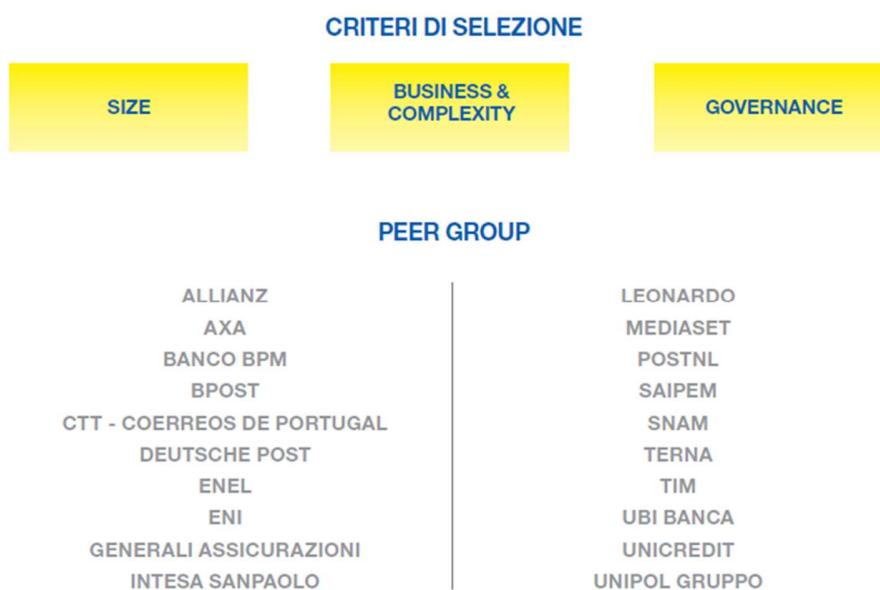 CRITERI DI SELEZIONE
SIZE
BUSINESS &
COMPLEXITY
GOVERNANCE
PEER GROUP
ALLIANZ
AXA
BANCO BPM
BPOST
CTT - COERREOS DE PORTUGAL
DEUTSCHE POST
ENEL
ENI
GENERALI ASSICURAZIONI
INTESA SANPAOLO
LEONARDO
MEDIASET
POSTNL
SAIPEM
SNAM
TERNA
TIM
UBI BANCA
UNICREDIT
UNIPOL GRUPPO